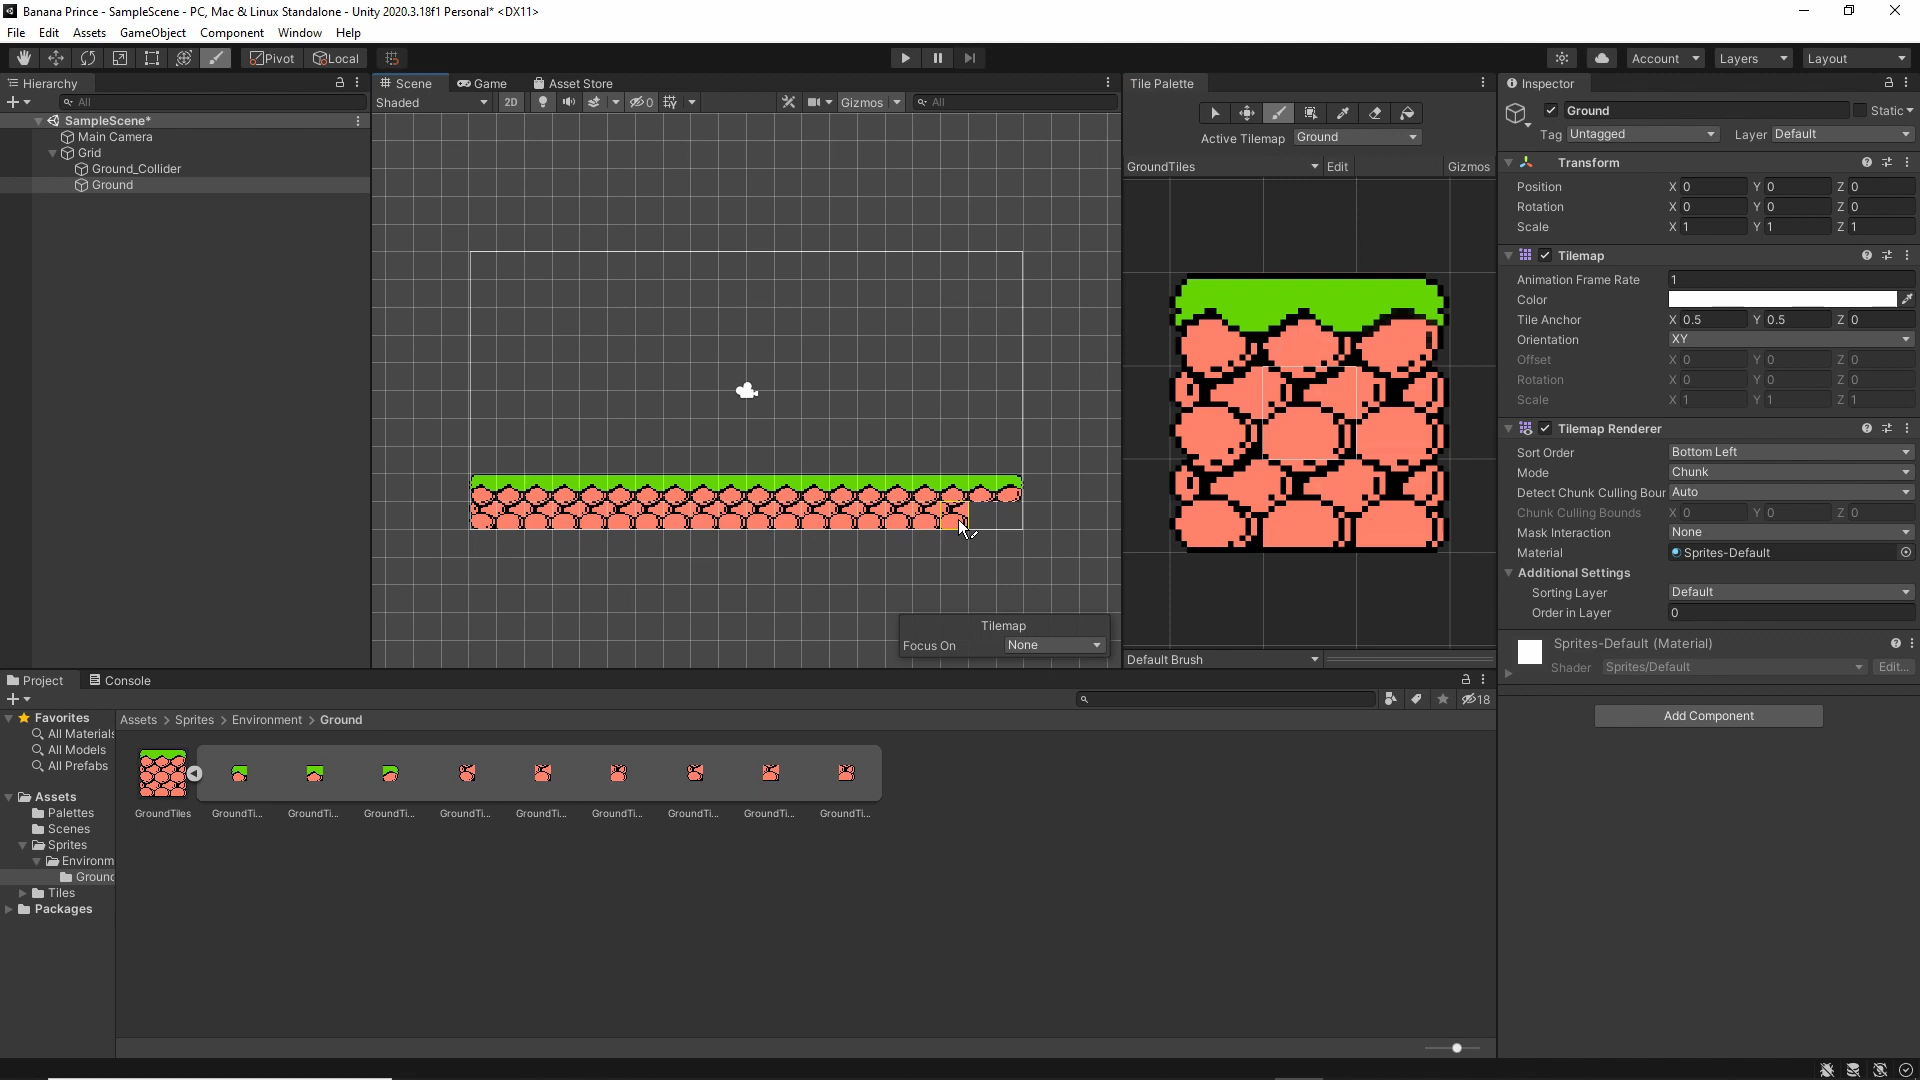 Banana Prince - SampleScene - PC, Mac & Linux Standalone - Unity 2020.3.18f1 Personal* <DX11>
File Edit Assets GameObject Component Window Help
Pivot Local Account Layers Layout
Hierarchy
All
SampleScene*
Main Camera
Grid
Ground_Collider
Ground
Scene Game Asset Store
Shaded 2D 0 Gizmos All
Tilemap
Focus On None
Tile Palette
Active Tilemap Ground
GroundTiles Edit Gizmos
Default Brush
Inspector
Ground Static
Tag Untagged Layer Default
Transform
Position X 0 Y 0 Z 0
Rotation X 0 Y 0 Z 0
Scale X 1 Y 1 Z 1
Tilemap
Animation Frame Rate 1
Color
Tile Anchor X 0.5 Y 0.5 Z 0
Orientation XY
Offset X 0 Y 0 Z 0
Rotation X 0 Y 0 Z 0
Scale X 1 Y 1 Z 1
Tilemap Renderer
Sort Order Bottom Left
Mode Chunk
Detect Chunk Culling Bour Auto
Chunk Culling Bounds X 0 Y 0 Z 0
Mask Interaction None
Material Sprites-Default
Additional Settings
Sorting Layer Default
Order in Layer 0
Sprites-Default (Material)
Shader Sprites/Default Edit...
Add Component
Project Console
18
Favorites
All Materials
All Models
All Prefabs
Assets
Palettes
Scenes
Sprites
Environm
Ground
Tiles
Packages
Assets > Sprites > Environment > Ground
GroundTiles GroundTi... GroundTi... GroundTi... GroundTi... GroundTi... GroundTi... GroundTi... GroundTi... GroundTi...